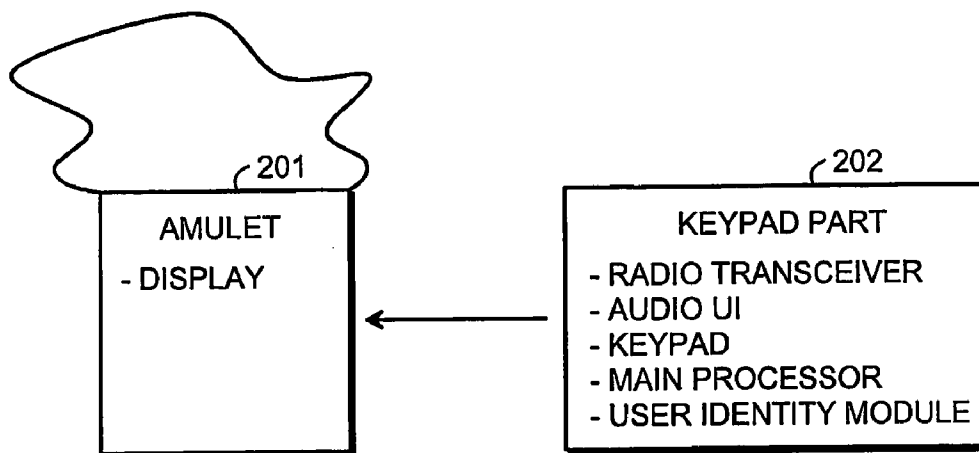 201
AMULET
- DISPLAY
202
KEYPAD PART
- RADIO TRANSCEIVER
- AUDIO UI
- KEYPAD
- MAIN PROCESSOR
- USER IDENTITY MODULE